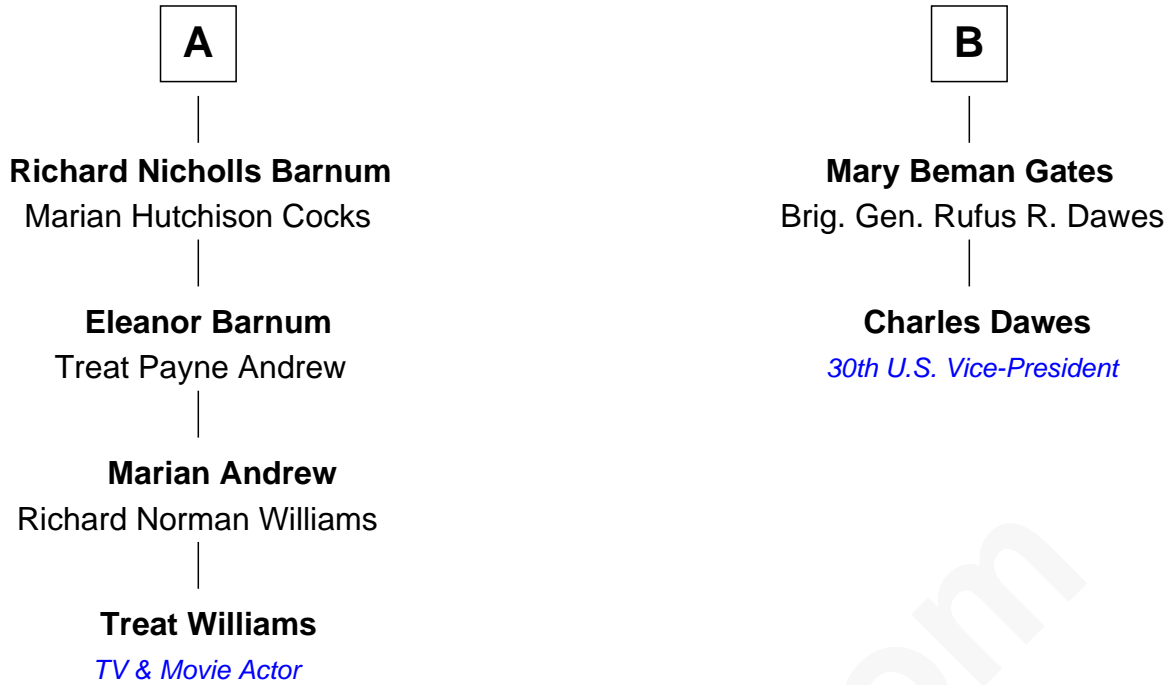 A
Richard Nicholls Barnum
Marian Hutchison Cocks
Eleanor Barnum
Treat Payne Andrew
Marian Andrew
Richard Norman Williams
Treat Williams
TV & Movie Actor
B
Mary Beman Gates
Brig. Gen. Rufus R. Dawes
Charles Dawes
30th U.S. Vice-President
om